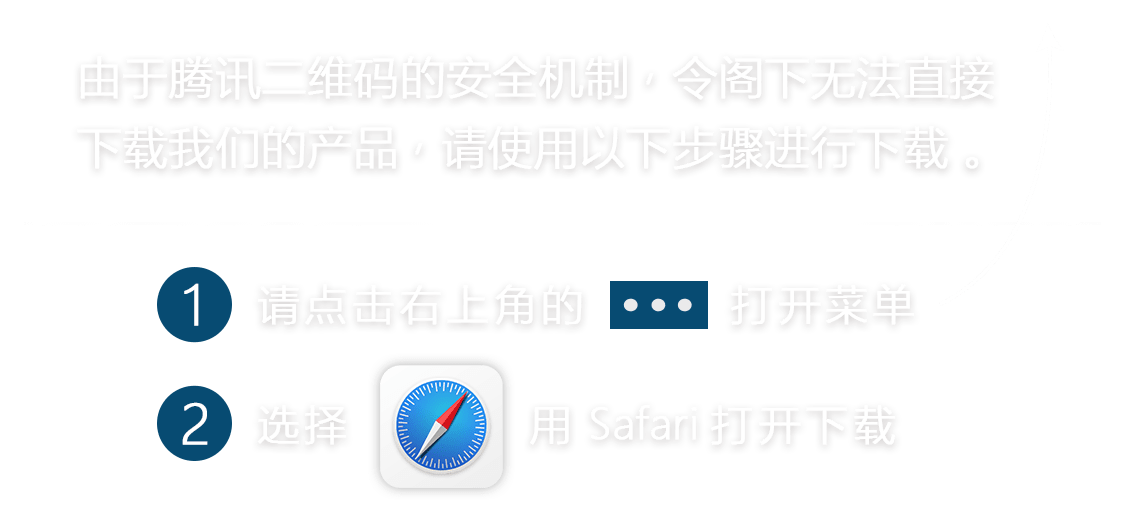 由于腾讯二维码的安全机制，令阁下无法直接
下载我们的产品，请使用以下步骤进行下载。
1 请点击右上角的 ••• 打开菜单
2 选择 用 Safari 打开下载